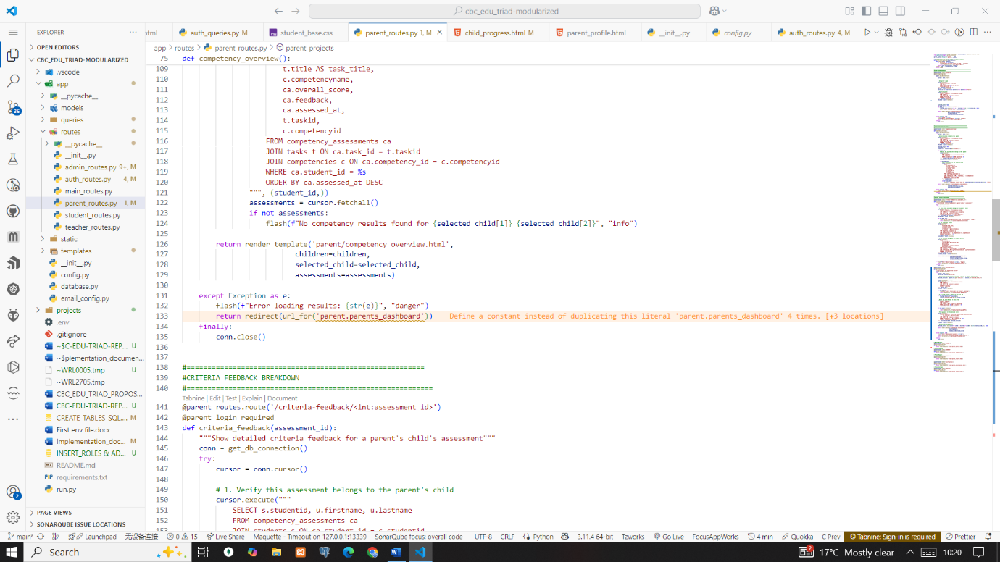 cbc_edu_triad-modularized
EXPLORER
OPEN EDITORS
CBC_EDU_TRIAD-MODULARIZED
.vscode
app
__pycache__
models
queries
routes
__pycache__
__init__.py
admin_routes.py 9+, M
auth_routes.py 4, M
main_routes.py
parent_routes.py 1, M
student_routes.py
teacher_routes.py
static
templates
__init__.py
config.py
database.py
email_config.py
projects
.env
.gitignore
~$C-EDU-TRIAD-REP... U
~$plementation_documen...
~WRL0005.tmp U
~WRL2705.tmp
CBC_EDU_TRIAD_PROPOS...
CBC-EDU-TRIAD-REP... U
CREATE_TABLES_SQL.... M
First env file.docx
Implementation_doc... M
INSERT_ROLES & AD... U
README.md
requirements.txt
run.py
PAGE VIEWS
SONARQUBE ISSUE LOCATIONS
html auth_queries.py M student_base.css parent_routes.py 1, M child_progress.html M parent_profile.html __init__.py config.py auth_routes.py 4, M
app > routes > parent_routes.py > parent_projects
75 def competency_overview():
109 t.title AS task_title,
110 c.competencyname,
111 ca.overall_score,
112 ca.feedback,
113 ca.assessed_at,
114 t.taskid,
115 c.competencyid
116 FROM competency_assessments ca
117 JOIN tasks t ON ca.task_id = t.taskid
118 JOIN competencies c ON ca.competency_id = c.competencyid
119 WHERE ca.student_id = %s
120 ORDER BY ca.assessed_at DESC
121 """, (student_id,))
122 assessments = cursor.fetchall()
123 if not assessments:
124 flash(f"No competency results found for {selected_child[1]} {selected_child[2]}", "info")
125
126 return render_template('parent/competency_overview.html',
127 children=children,
128 selected_child=selected_child,
129 assessments=assessments)
130
131 except Exception as e:
132 flash(f"Error loading results: {str(e)}", "danger")
133 return redirect(url_for('parent.parents_dashboard')) Define a constant instead of duplicating this literal 'parent.parents_dashboard' 4 times. [+3 locations]
134 finally:
135 conn.close()
136
137
138 #=========================================================
139 #CRITERIA FEEDBACK BREAKDOWN
140 #===========================================================
Tabnine | Edit | Test | Explain | Document
141 @parent_routes.route('/criteria-feedback/<int:assessment_id>')
142 @parent_login_required
143 def criteria_feedback(assessment_id):
144 """Show detailed criteria feedback for a parent's child's assessment"""
145 conn = get_db_connection()
146 try:
147 cursor = conn.cursor()
148
149 # 1. Verify this assessment belongs to the parent's child
150 cursor.execute("""
151 SELECT s.studentid, u.firstname, u.lastname
152 FROM competency_assessments ca
153 JOIN students s ON ca.student_id = s.studentid
36
2
main* Launchpad 无设备连接 0 15 Live Share Maquette - Timeout on 127.0.0.1:13339 SonarQube focus: overall code UTF-8 CRLF Python 3.11.4 64-bit Tzworks Go Live FocusAppWorks 4 min Quokka C Prev Tabnine: Sign-in is required Prettier
Search 2 17°C Mostly clear 10:20